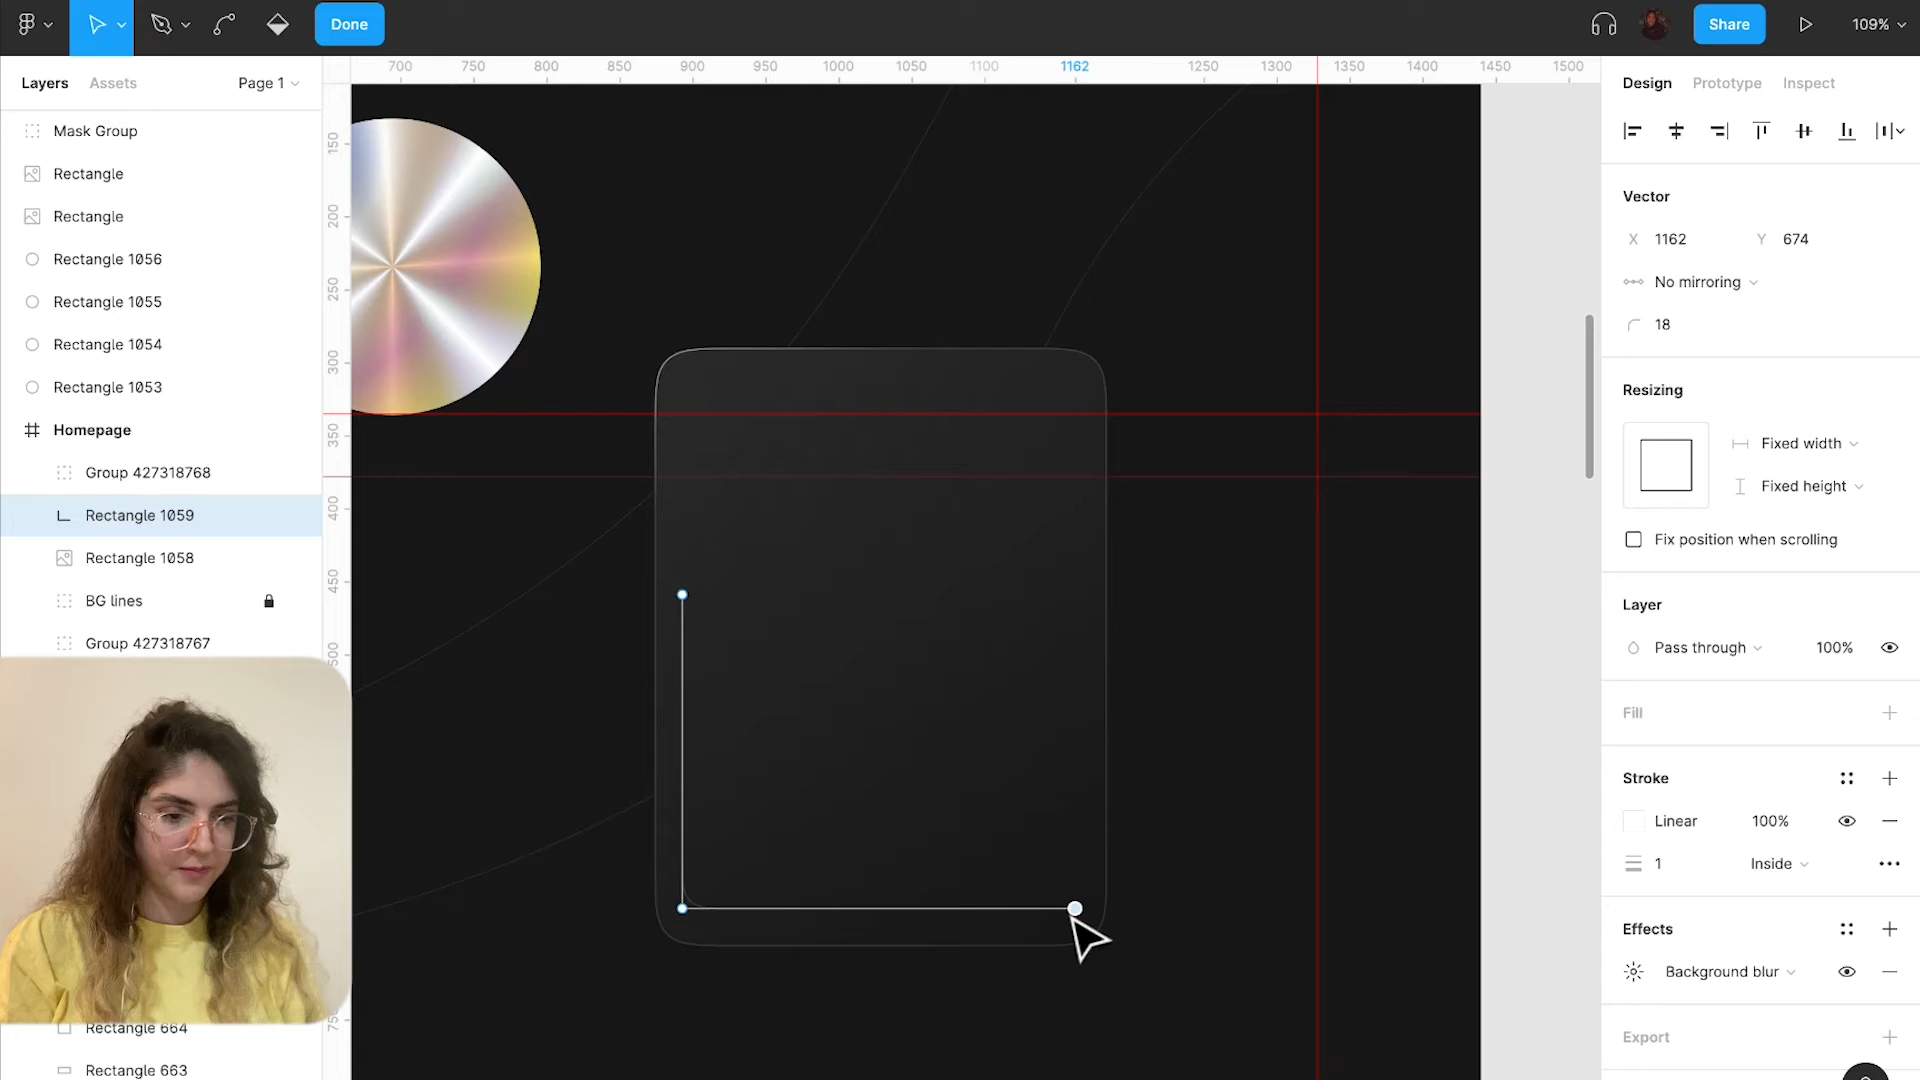 Done
Share
109%
Layers
Assets
Page 1
700
750
800
850
900
950
1000
1050
1100
1162
1250
1300
1350
1400
1450
1500
Design
Prototype
Inspect
Mask Group
Rectangle
Rectangle
Rectangle 1056
Rectangle 1055
Rectangle 1054
Rectangle 1053
Homepage
Group 427318768
Rectangle 1059
Rectangle 1058
BG lines
Group 427318767
Rectangle 664
Rectangle 663
150
200
250
300
350
400
450
Vector
X 1162
Y 674
No mirroring
18
Resizing
Fixed width
Fixed height
Fix position when scrolling
Layer
Pass through
100%
Fill
Stroke
Linear
100%
1
Inside
Effects
Background blur
Export